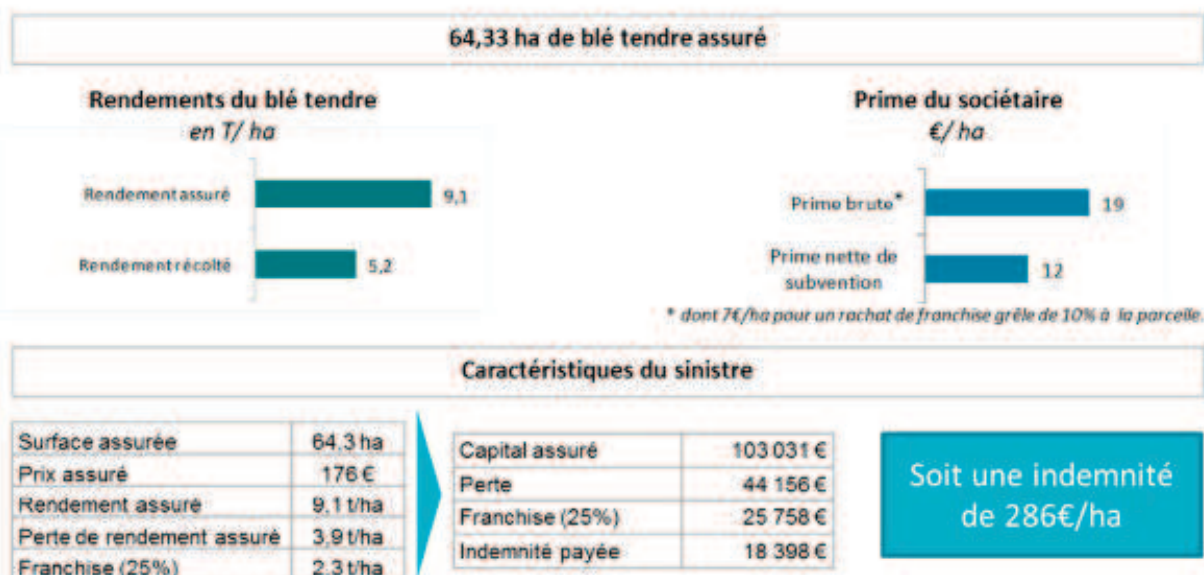 64,33 ha de blé tendre assuré
Rendements du blé tendre
en T/ ha
Rendement assuré
9,1
Rendement récolté
5,2
Prime du sociétaire
€/ ha
Prime brute*
19
Prime nette de
subvention
12
* dont 7€/ha pour un rachat de franchise grêle de 10% à la parcelle.
Caractéristiques du sinistre
Surface assurée 64,3 ha
Prix assuré 176 €
Rendement assuré 9,1 t/ha
Perte de rendement assuré 3,9 t/ha
Franchise (25%) 2,3 t/ha
Capital assuré 103 031 €
Perte 44 156 €
Franchise (25%) 25 758 €
Indemnité payée 18 398 €
Soit une indemnité
de 286€/ha